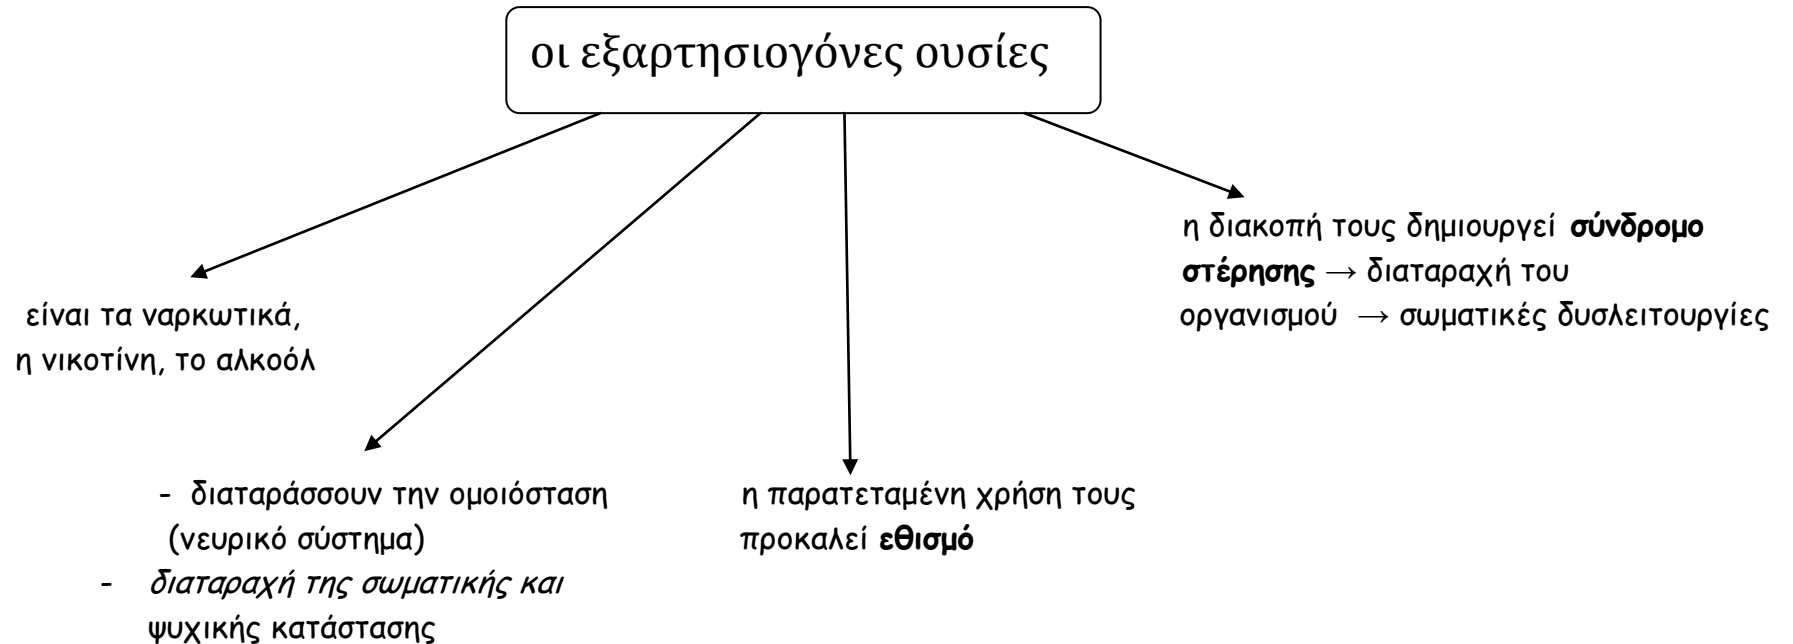 οι εξαρτησιογόνες ουσίες
είναι τα ναρκωτικά,
η νικοτίνη, το αλκοόλ
- διαταράσσουν την ομοιόσταση
(νευρικό σύστημα)
- διαταραχή της σωματικής και
ψυχικής κατάστασης
η παρατεταμένη χρήση τους
προκαλεί εθισμό
η διακοπή τους δημιουργεί σύνδρομο
στέρησης → διαταραχή του
οργανισμού → σωματικές δυσλειτουργίες